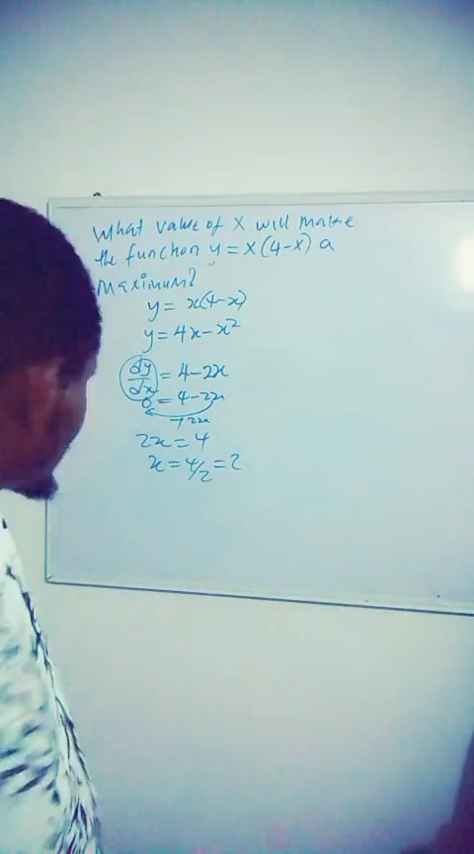 What value of x will make
the function y = x(4-x) a
maximum?
y = x(4-x)
y = 4x - x²
dy/dx = 4 - 2x
0 = 4 - 2x
+2x
2x = 4
x = 4/2 = 2